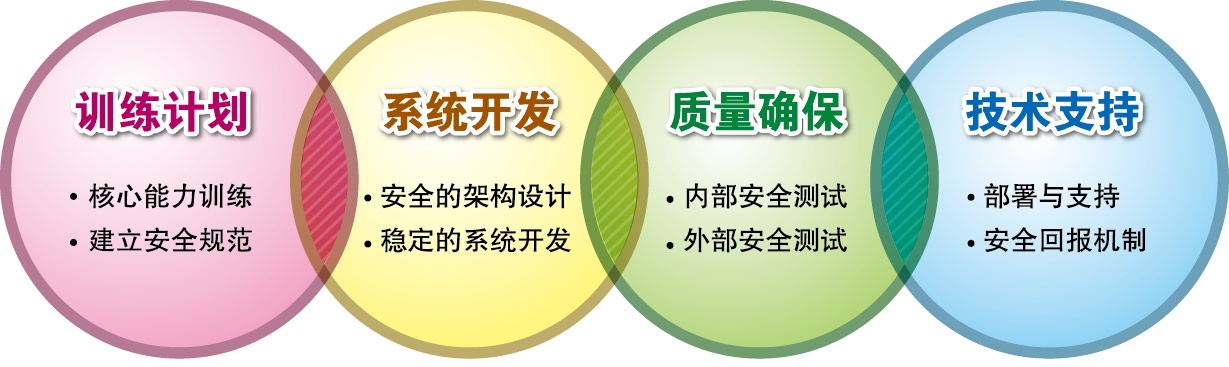 训练计划
• 核心能力训练
• 建立安全规范
系统开发
• 安全的架构设计
• 稳定的系统开发
质量确保
• 内部安全测试
• 外部安全测试
技术支持
• 部署与支持
• 安全回报机制